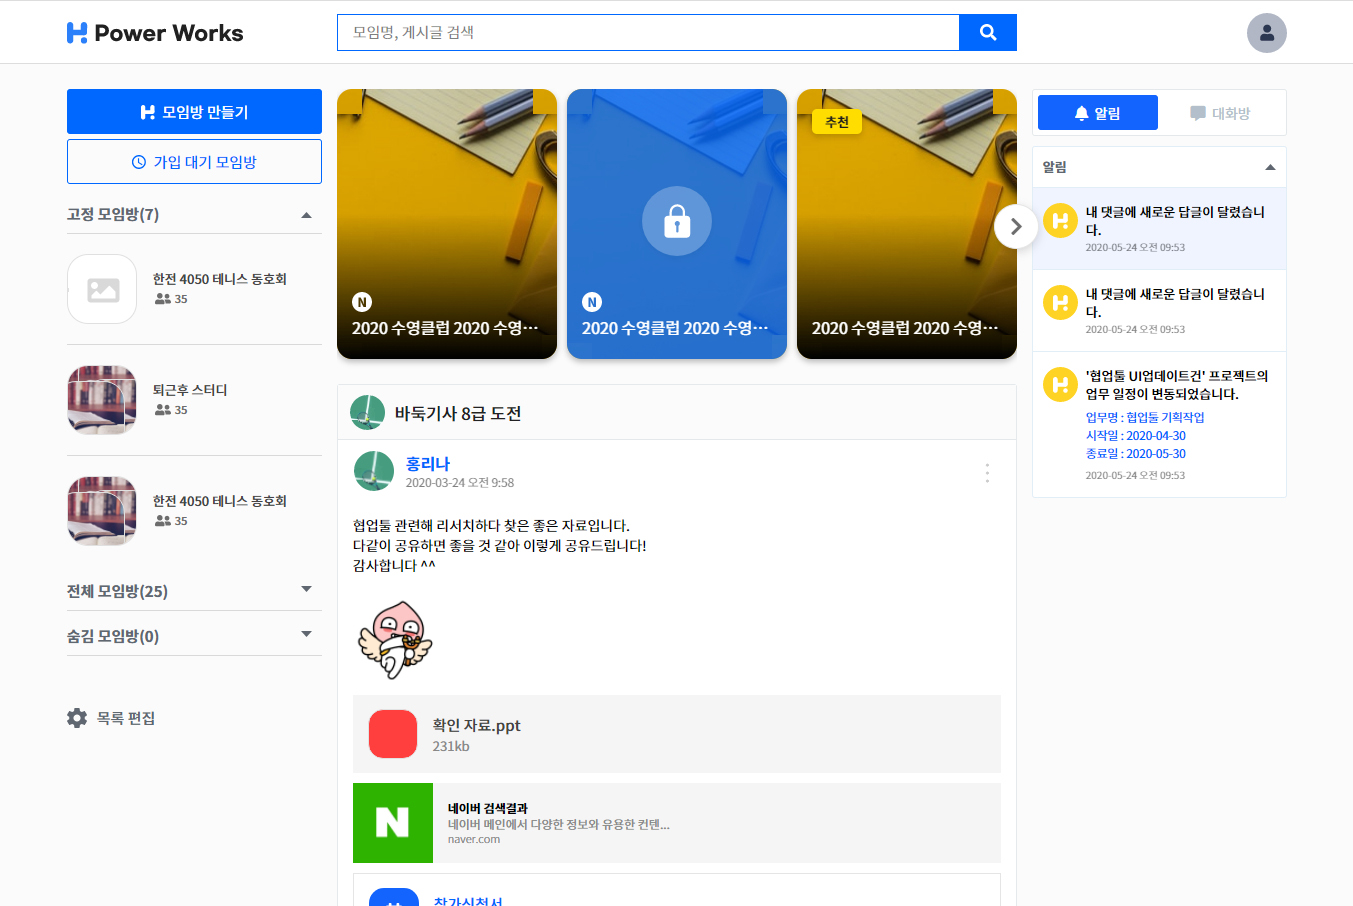 Power Works
모임명, 게시글 검색
모임방 만들기
가입 대기 모임방
고정 모임방(7)
한전 4050 테니스 동호회
35
퇴근후 스터디
35
한전 4050 테니스 동호회
35
전체 모임방(25)
숨김 모임방(0)
목록 편집
N
2020 수영클럽 2020 수영…
N
2020 수영클럽 2020 수영…
추천
2020 수영클럽 2020 수영…
바둑기사 8급 도전
홍리나
2020-03-24 오전 9:58
협업툴 관련해 리서치하다 찾은 좋은 자료입니다.
다같이 공유하면 좋을 것 같아 이렇게 공유드립니다!
감사합니다 ^^
확인 자료.ppt
231kb
N
네이버 검색결과
네이버 메인에서 다양한 정보와 유용한 컨텐...
naver.com
참가신청서
알림
대화방
알림
내 댓글에 새로운 답글이 달렸습니
다.
2020-05-24 오전 09:53
내 댓글에 새로운 답글이 달렸습니
다.
2020-05-24 오전 09:53
'협업툴 UI업데이트건' 프로젝트의
업무 일정이 변동되었습니다.
업무명 : 협업툴 기획작업
시작일 : 2020-04-30
종료일 : 2020-05-30
2020-05-24 오전 09:53